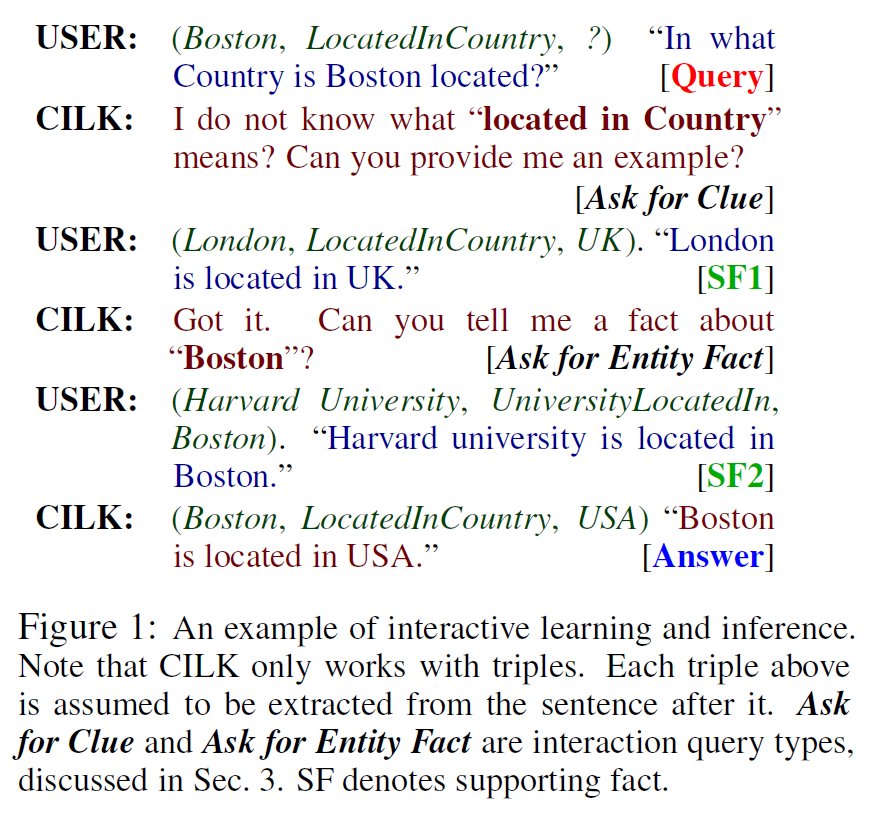 USER: (Boston, LocatedInCountry, ?) “In what
Country is Boston located?” [Query]
CILK: I do not know what “located in Country”
means? Can you provide me an example?
[Ask for Clue]
USER: (London, LocatedInCountry, UK). “London
is located in UK.” [SF1]
CILK: Got it. Can you tell me a fact about
“Boston”? [Ask for Entity Fact]
USER: (Harvard University, UniversityLocatedIn,
Boston). “Harvard university is located in
Boston.” [SF2]
CILK: (Boston, LocatedInCountry, USA) “Boston
is located in USA.” [Answer]
Figure 1: An example of interactive learning and inference.
Note that CILK only works with triples. Each triple above
is assumed to be extracted from the sentence after it. Ask
for Clue and Ask for Entity Fact are interaction query types,
discussed in Sec. 3. SF denotes supporting fact.